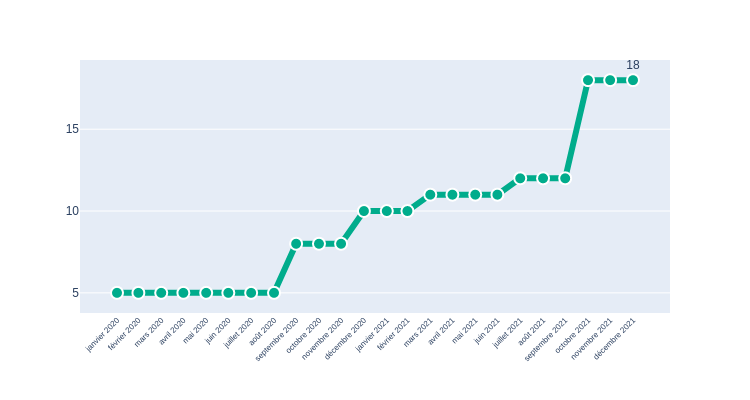 18
15
10
5
janvier 2020
février 2020
mars 2020
avril 2020
mai 2020
juin 2020
juillet 2020
août 2020
septembre 2020
octobre 2020
novembre 2020
décembre 2020
janvier 2021
février 2021
mars 2021
avril 2021
mai 2021
juin 2021
juillet 2021
août 2021
septembre 2021
octobre 2021
novembre 2021
décembre 2021